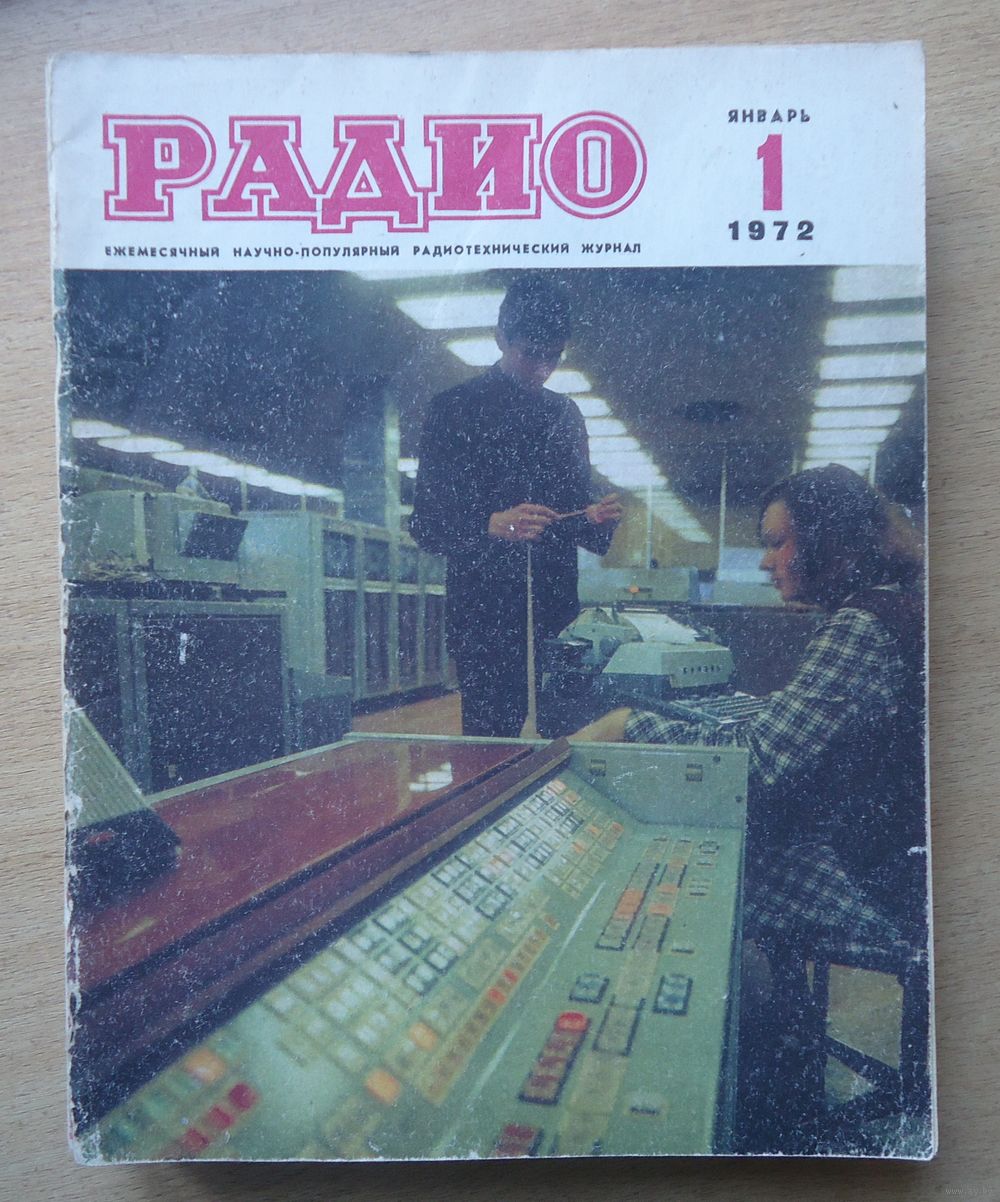 РАДИО
ЯНВАРЬ
1
1972
ЕЖЕМЕСЯЧНЫЙ НАУЧНО-ПОПУЛЯРНЫЙ РАДИОТЕХНИЧЕСКИЙ ЖУРНАЛ